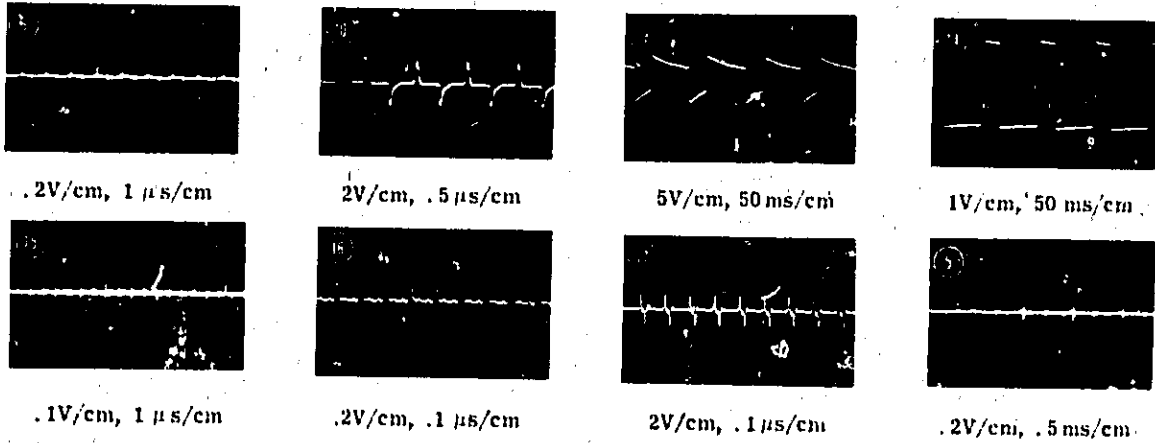 .2V/cm, 1 μs/cm
2V/cm, .5 μs/cm
5V/cm, 50 ms/cm
1V/cm, 50 ms/cm
16
.1V/cm, 1 μs/cm
.2V/cm, .1 μs/cm
2V/cm, .1μs/cm
.2V/cm, .5 ms/cm